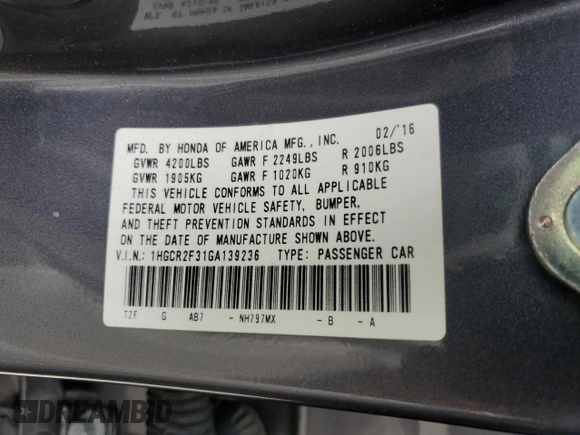 MFD. BY HONDA OF AMERICA MFG., INC. 02/'16
GVWR 4200LBS GAWR F 2249LBS R 2006LBS
GVWR 1905KG GAWR F 1020KG R 910KG
THIS VEHICLE CONFORMS TO ALL APPLICABLE
FEDERAL MOTOR VEHICLE SAFETY, BUMPER,
AND THEFT PREVENTION STANDARDS IN EFFECT
ON THE DATE OF MANUFACTURE SHOWN ABOVE.
V.I.N.: 1HGCR2F31GA139236 TYPE: PASSENGER CAR
T2F G AB7 - NH797MX - B - A
DREAMBID